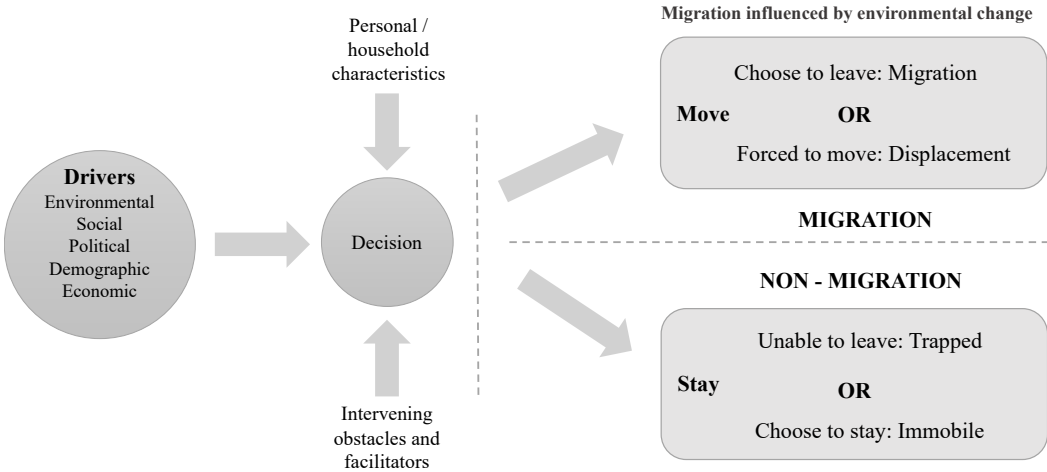 Personal /
household
characteristics
Migration influenced by environmental change
Choose to leave: Migration
Move OR
Forced to move: Displacement
Drivers
Environmental
Social
Political
Demographic
Economic
Decision
MIGRATION
NON - MIGRATION
Unable to leave: Trapped
Stay OR
Choose to stay: Immobile
Intervening
obstacles and
facilitators